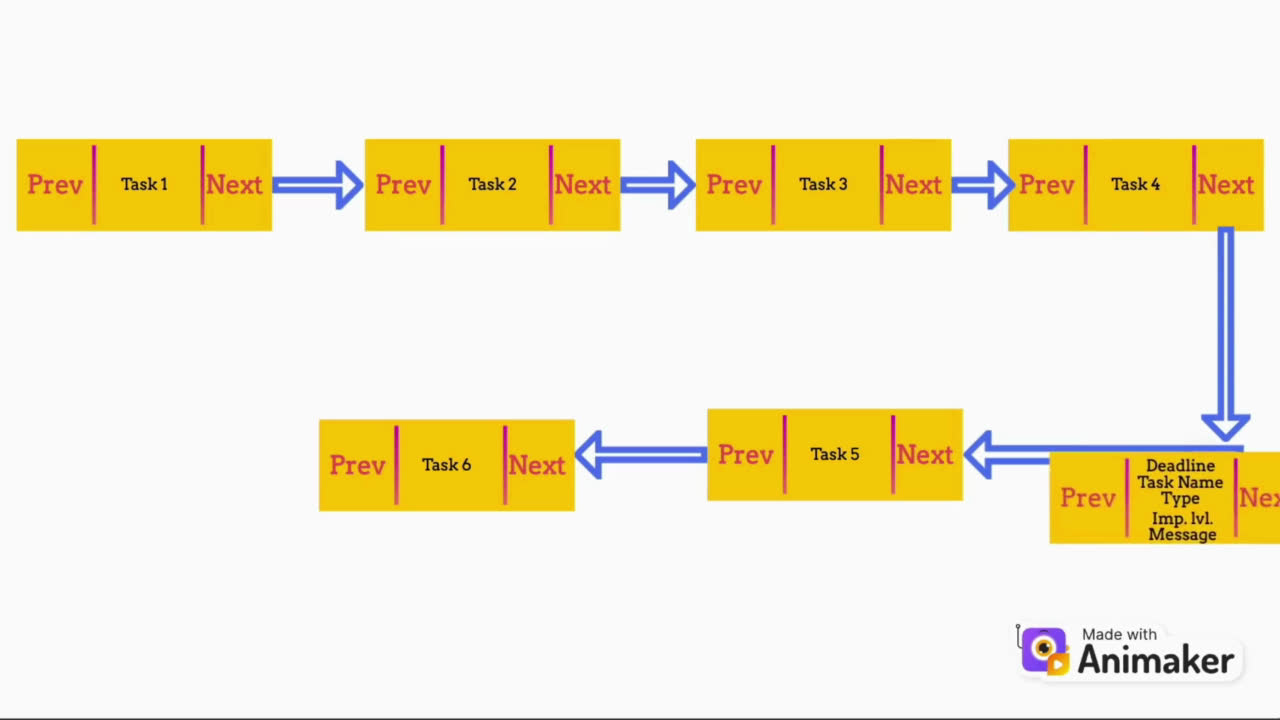 Prev Task 1 Next
Prev Task 2 Next
Prev Task 3 Next
Prev Task 4 Next
Prev Task 6 Next
Prev Task 5 Next
Prev
Deadline
Task Name
Type
Imp. lvl.
Message
Nex
Made with
Animaker